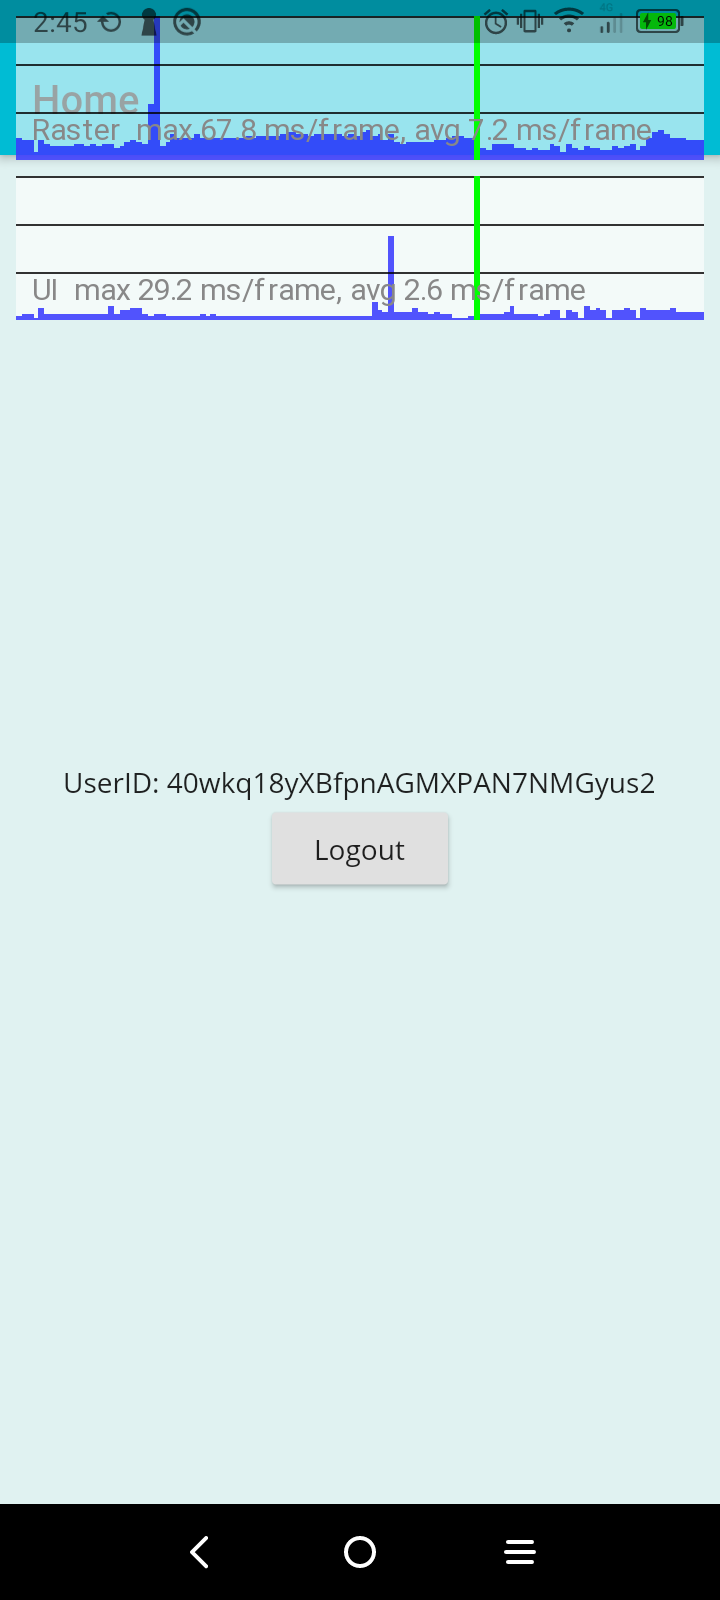 2:45 4G 98
Home
Raster max 67.8 ms/frame, avg 7.2 ms/frame
UI max 29.2 ms/frame, avg 2.6 ms/frame
UserID: 40wkq18yXBfpnAGMXPAN7NMGyus2
Logout